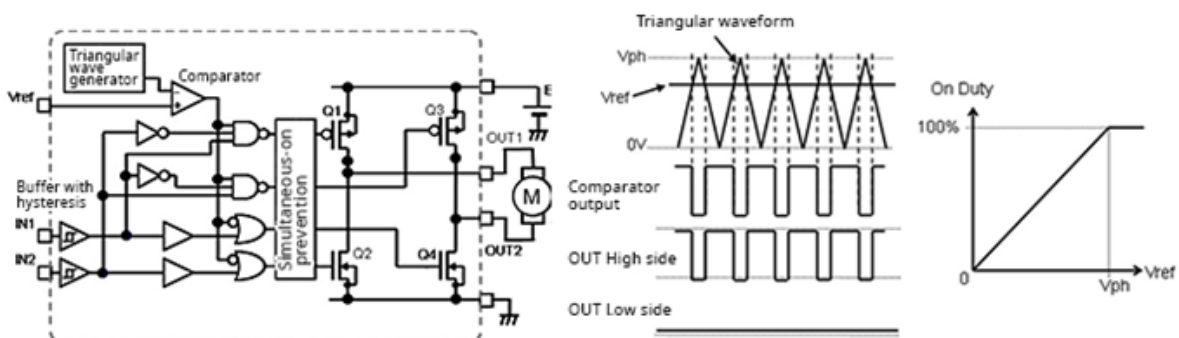 Triangular
wave
generator
Comparator
Vref
Buffer with
hysteresis
IN1
IN2
Simultaneous-on
prevention
Q1
Q3
Q2
Q4
E
OUT1
M
OUT2
Triangular waveform
Vph
Vref
0V
Comparator
output
OUT High side
OUT Low side
On Duty
100%
0
Vph
Vref